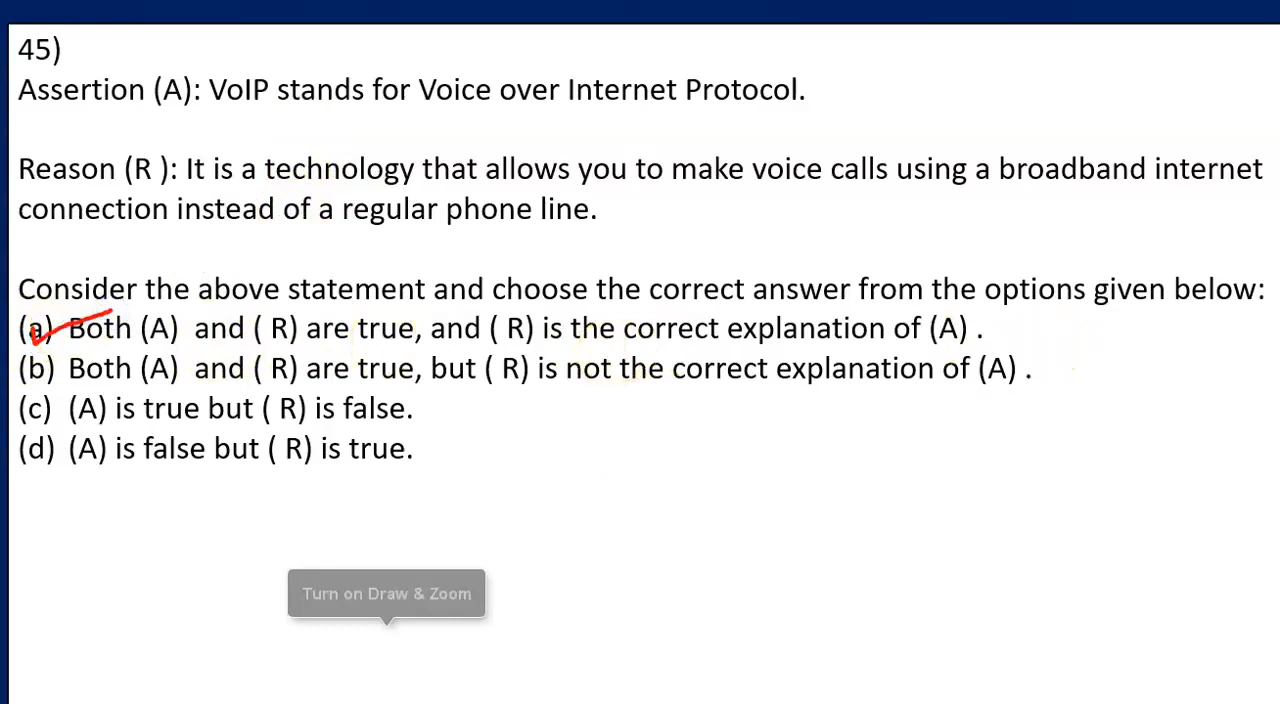 45)
Assertion (A): VoIP stands for Voice over Internet Protocol.
Reason (R ): It is a technology that allows you to make voice calls using a broadband internet
connection instead of a regular phone line.
Consider the above statement and choose the correct answer from the options given below:
(a) Both (A) and ( R) are true, and ( R) is the correct explanation of (A) .
(b) Both (A) and ( R) are true, but ( R) is not the correct explanation of (A) .
(c) (A) is true but ( R) is false.
(d) (A) is false but ( R) is true.
Turn on Draw & Zoom